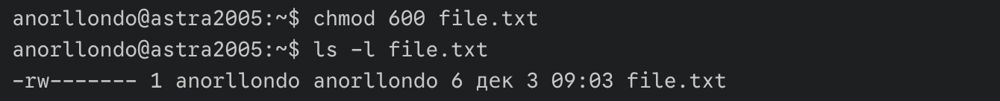 anorllondo@astra2005:~$ chmod 600 file.txt
anorllondo@astra2005:~$ ls -l file.txt
-rw------- 1 anorllondo anorllondo 6 дек 3 09:03 file.txt